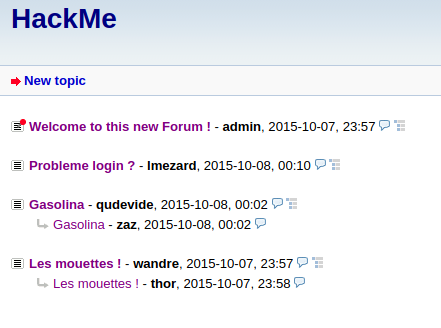 HackMe
New topic
Welcome to this new Forum ! - admin, 2015-10-07, 23:57
Probleme login ? - lmezard, 2015-10-08, 00:10
Gasolina - qudevide, 2015-10-08, 00:02
Gasolina - zaz, 2015-10-08, 00:02
Les mouettes ! - wandre, 2015-10-07, 23:57
Les mouettes ! - thor, 2015-10-07, 23:58